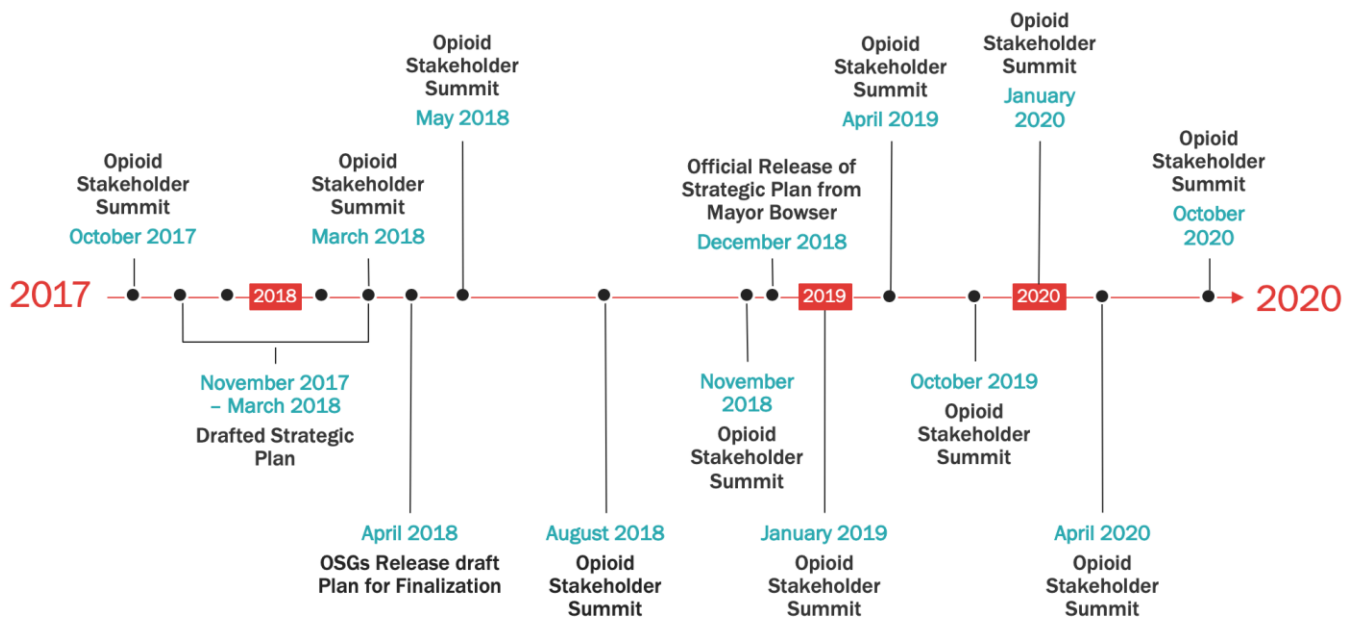 Opioid
Stakeholder
Summit
October 2017
Opioid
Stakeholder
Summit
March 2018
Opioid
Stakeholder
Summit
May 2018
Official Release of
Strategic Plan from
Mayor Bowser
December 2018
Opioid
Stakeholder
Summit
April 2019
Opioid
Stakeholder
Summit
January
2020
Opioid
Stakeholder
Summit
October
2020
2017
2018
2019
2020
2020
November 2017
– March 2018
Drafted Strategic
Plan
April 2018
OSGs Release draft
Plan for Finalization
August 2018
Opioid
Stakeholder
Summit
November
2018
Opioid
Stakeholder
Summit
January 2019
Opioid
Stakeholder
Summit
October 2019
Opioid
Stakeholder
Summit
April 2020
Opioid
Stakeholder
Summit